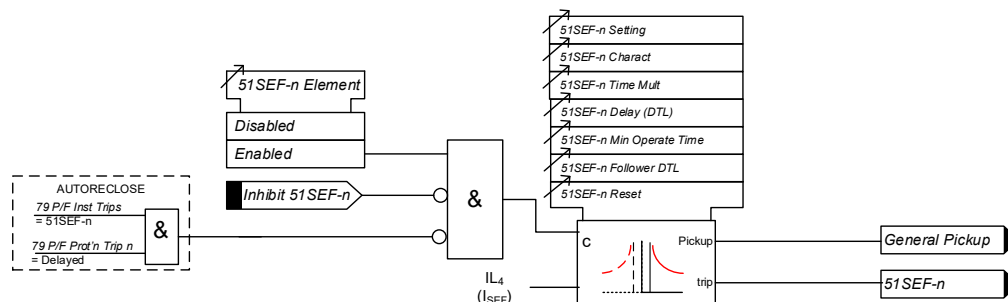 51SEF-n Setting
51SEF-n Charact
51SEF-n Time Mult
51SEF-n Delay (DTL)
51SEF-n Min Operate Time
51SEF-n Follower DTL
51SEF-n Reset
51SEF-n Element
Disabled
Enabled
Inhibit 51SEF-n
&
AUTORECLOSE
79 P/F Inst Trips
= 51SEF-n
&
79 P/F Prot'n Trip n
= Delayed
C
Pickup
General Pickup
IL4
(ISEF)
trip
51SEF-n